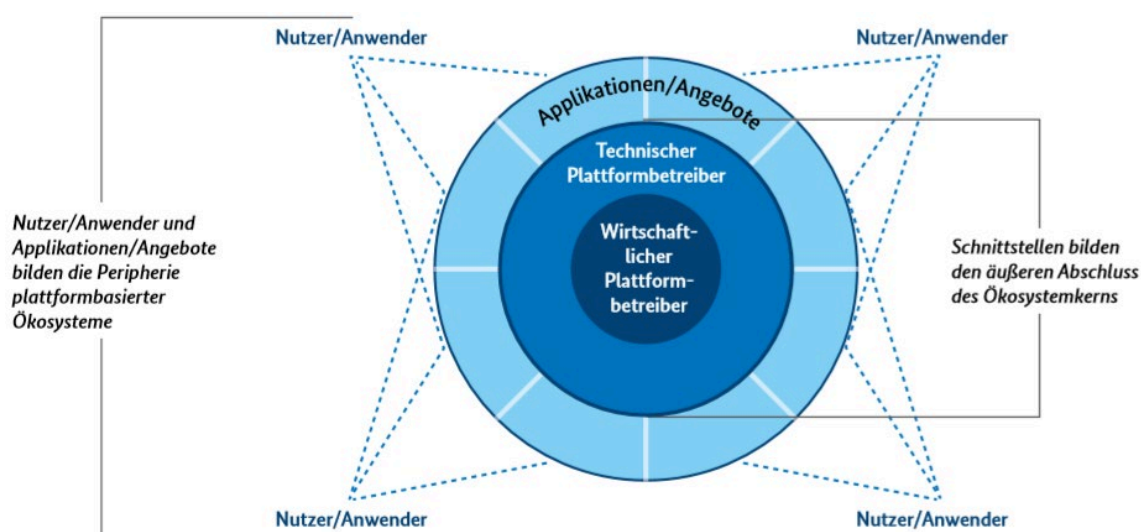 Nutzer/Anwender
Nutzer/Anwender
Applikationen/Angebote
Technischer
Plattformbetreiber
Wirtschaft-
licher
Plattform-
betreiber
Nutzer/Anwender und
Applikationen/Angebote
bilden die Peripherie
plattformbasierter
Ökosysteme
Schnittstellen bilden
den äußeren Abschluss
des Ökosystemkerns
Nutzer/Anwender
Nutzer/Anwender